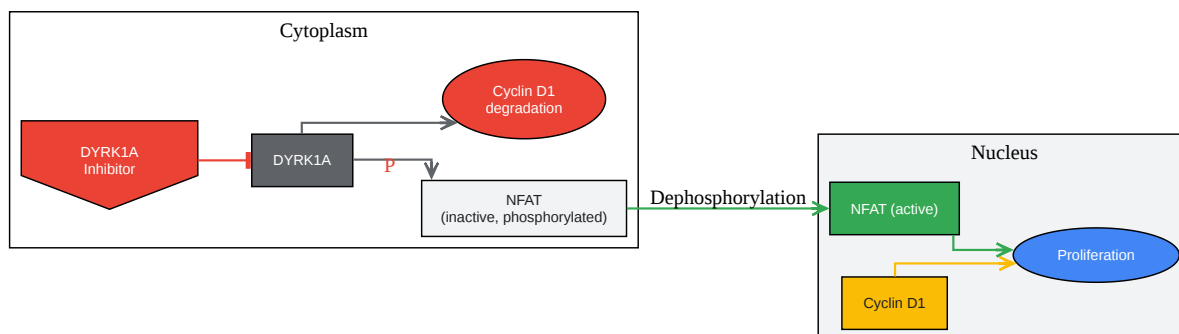 Cytoplasm
Cyclin D1
degradation
DYRK1A
Inhibitor
DYRK1A
P
NFAT
(inactive, phosphorylated)
Dephosphorylation
Nucleus
NFAT (active)
Proliferation
Cyclin D1